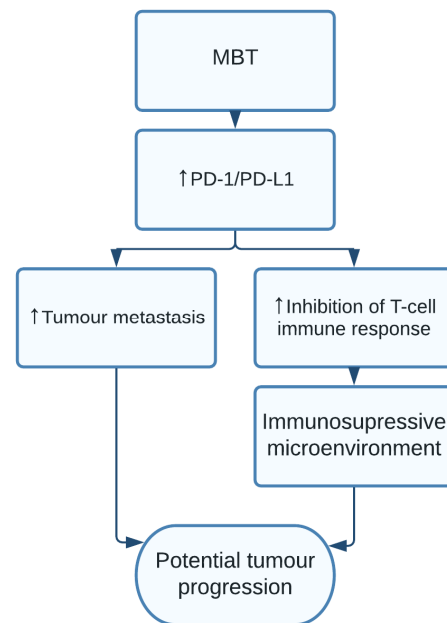 MBT
↑PD-1/PD-L1
↑Tumour metastasis
↑Inhibition of T-cell
immune response
Immunosupressive
microenvironment
Potential tumour
progression